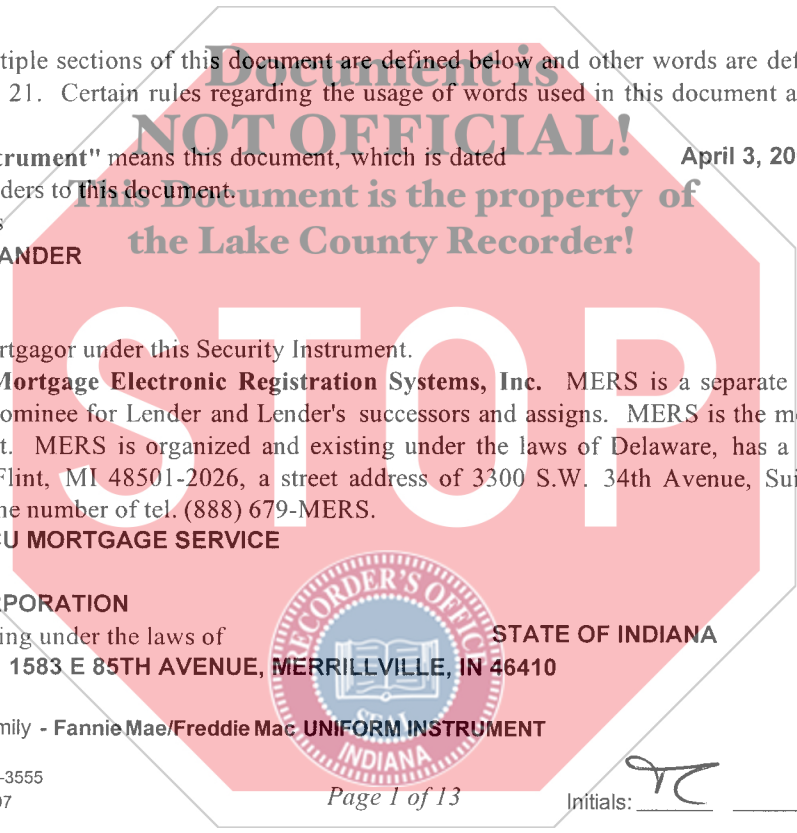 Document is
tiple sections of this document are defined below and other words are def
21. Certain rules regarding the usage of words used in this document a
NOT OFFICIAL!
trument" means this document, which is dated April 3, 20
ders to this document.
This Document is the property of
s
the Lake County Recorder!
ANDER
STOP
rtgagor under this Security Instrument.
Mortgage Electronic Registration Systems, Inc. MERS is a separate
ominee for Lender and Lender's successors and assigns. MERS is the m
t. MERS is organized and existing under the laws of Delaware, has a
Flint, MI 48501-2026, a street address of 3300 S.W. 34th Avenue, Sui
ne number of tel. (888) 679-MERS.
CU MORTGAGE SERVICE
RPORATION
ing under the laws of STATE OF INDIANA
1583 E 85TH AVENUE, MERRILLVILLE, IN 46410
RECORDER'S OFFICE
SEAL
INDIANA
mily - Fannie Mae/Freddie Mac UNIFORM INSTRUMENT
-3555
07
Page 1 of 13
Initials: TC